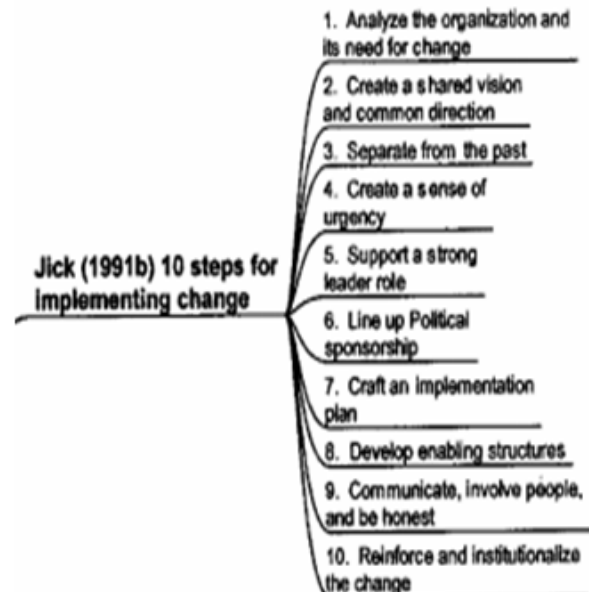 1. Analyze the organization and
its need for change
2. Create a shared vision
and common direction
3. Separate from the past
4. Create a sense of
urgency
Jick (1991b) 10 steps for
implementing change
5. Support a strong
leader role
6. Line up Political
sponsorship
7. Craft an implementation
plan
8. Develop enabling structures
9. Communicate, involve people,
and be honest
10. Reinforce and institutionalize
the change